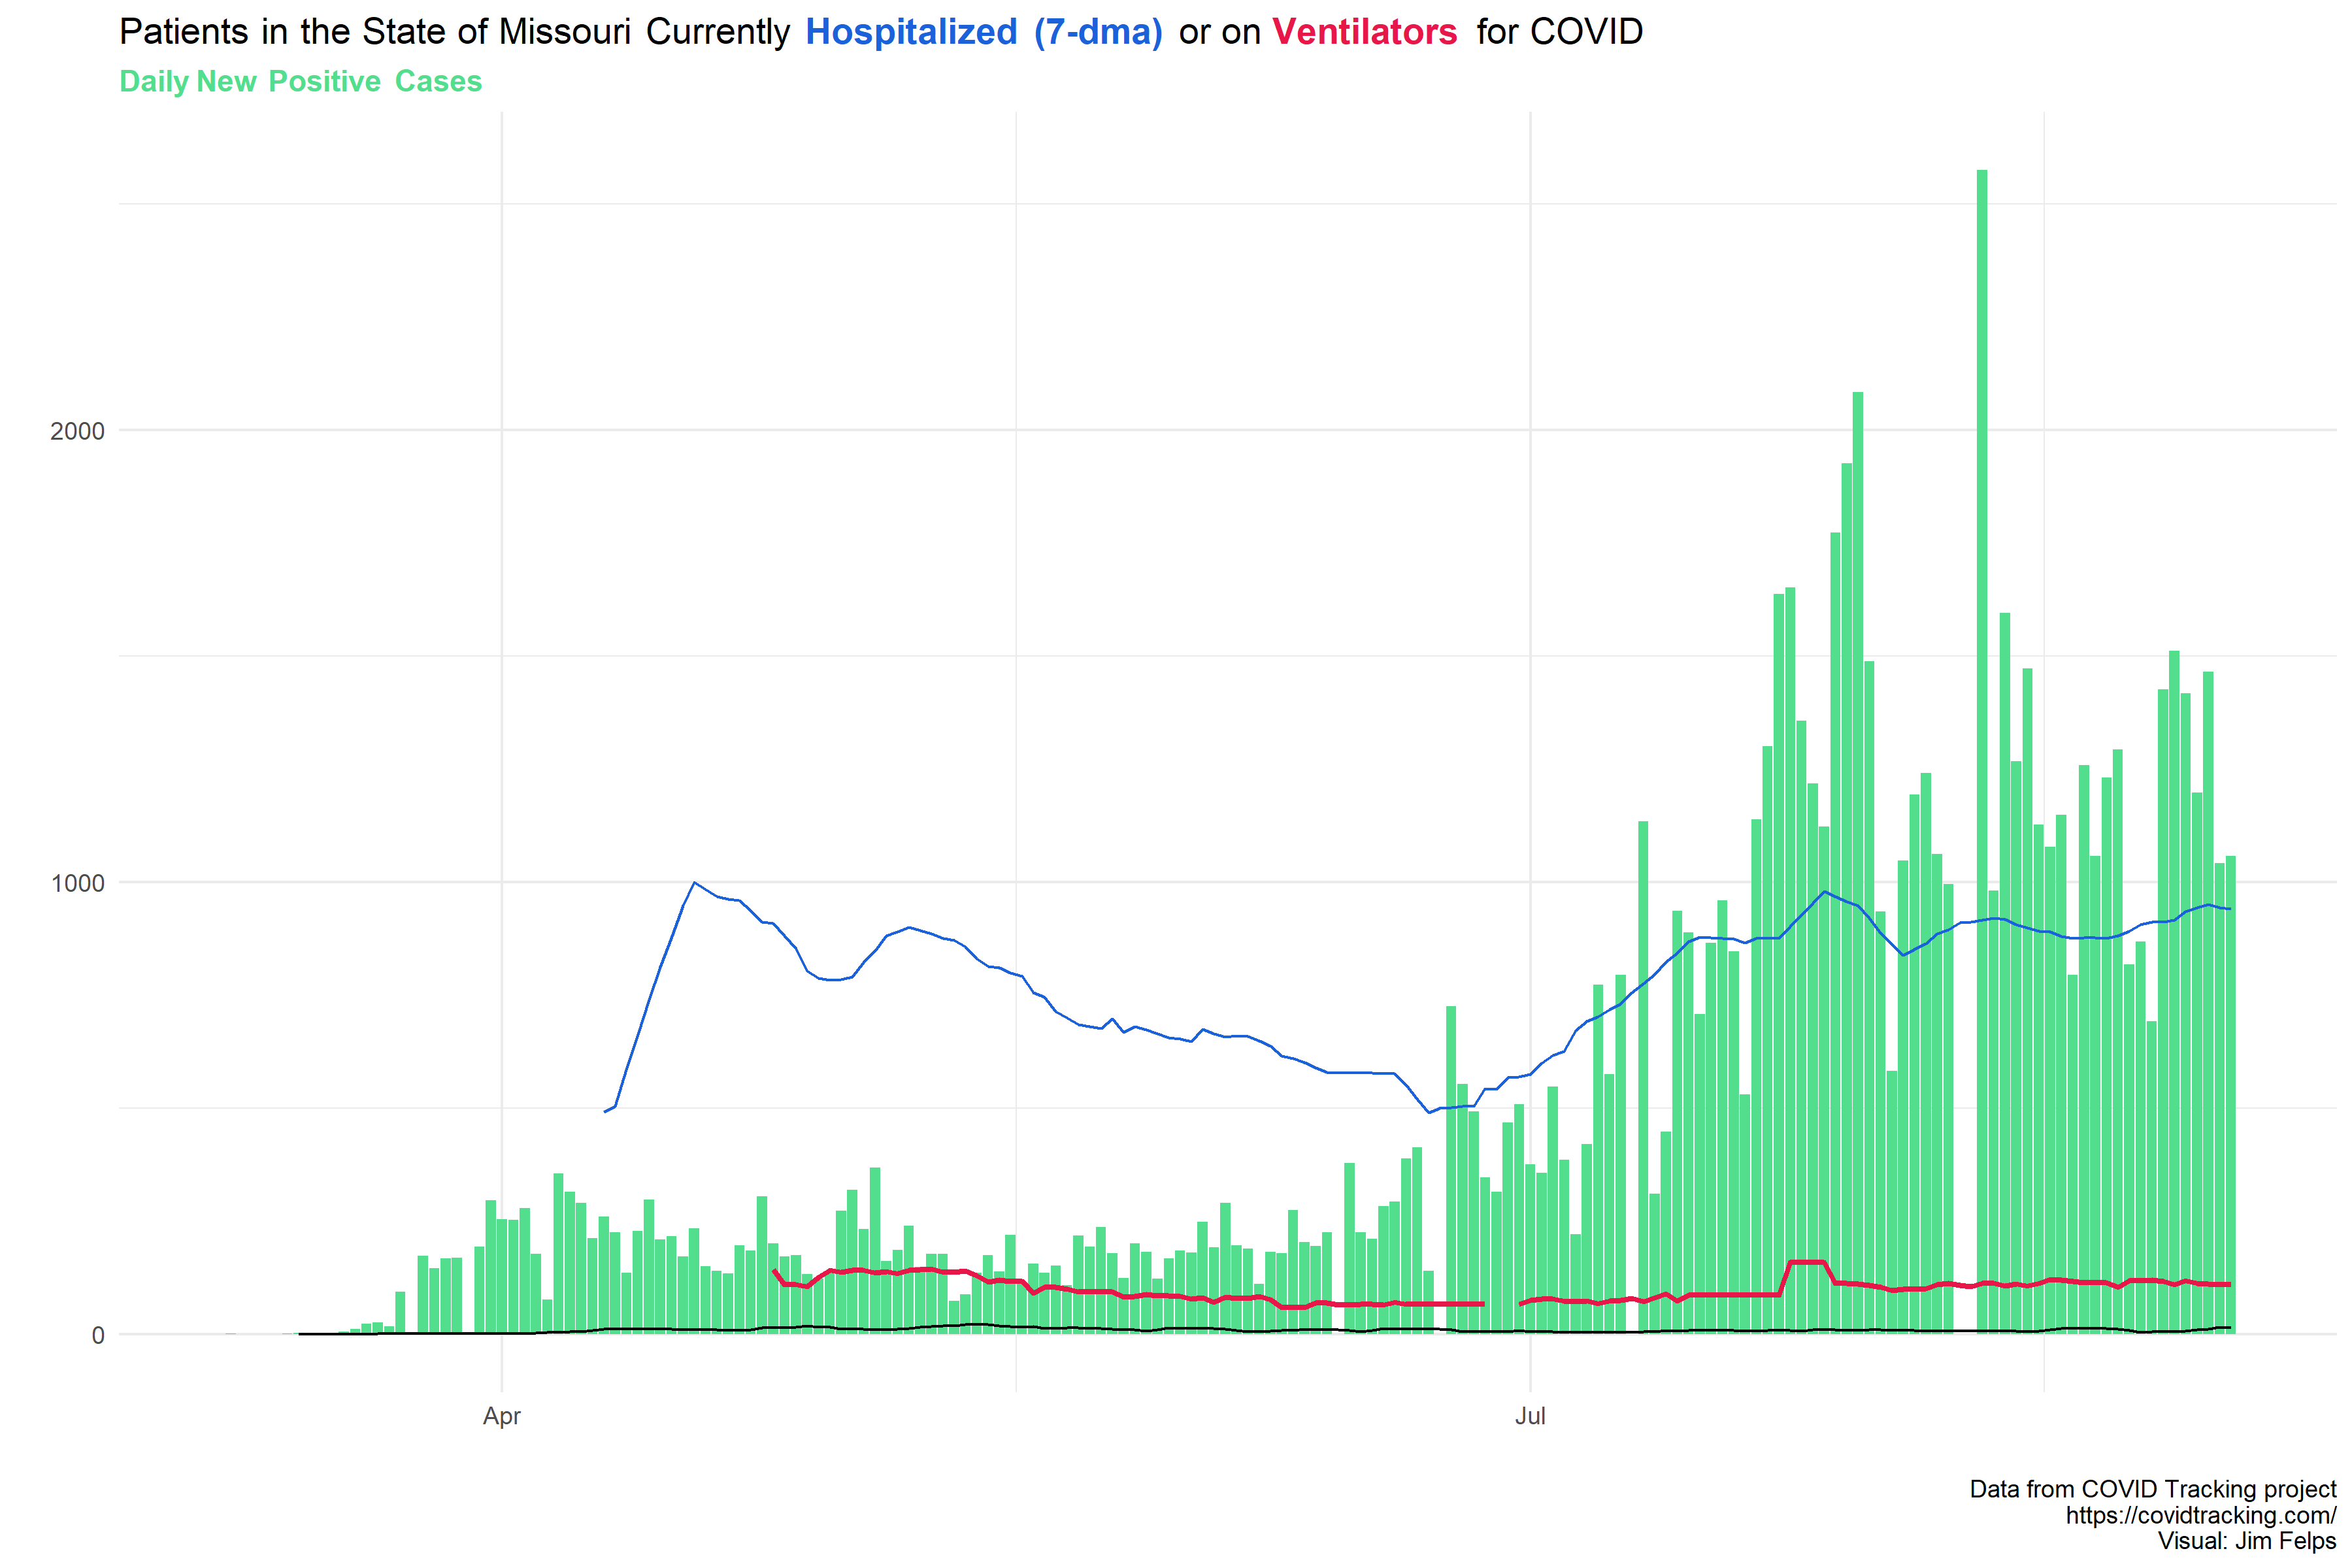 Patients in the State of Missouri Currently Hospitalized (7-dma) or on Ventilators for COVID
Daily New Positive Cases
2000
1000
0
Apr
Jul
Data from COVID Tracking project
https://covidtracking.com/
Visual: Jim Felps